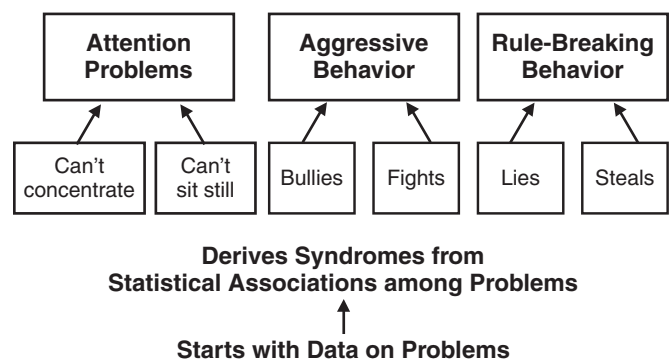 Attention
Problems
Aggressive
Behavior
Rule-Breaking
Behavior
Can't
concentrate
Can't
sit still
Bullies
Fights
Lies
Steals
Derives Syndromes from
Statistical Associations among Problems
Starts with Data on Problems